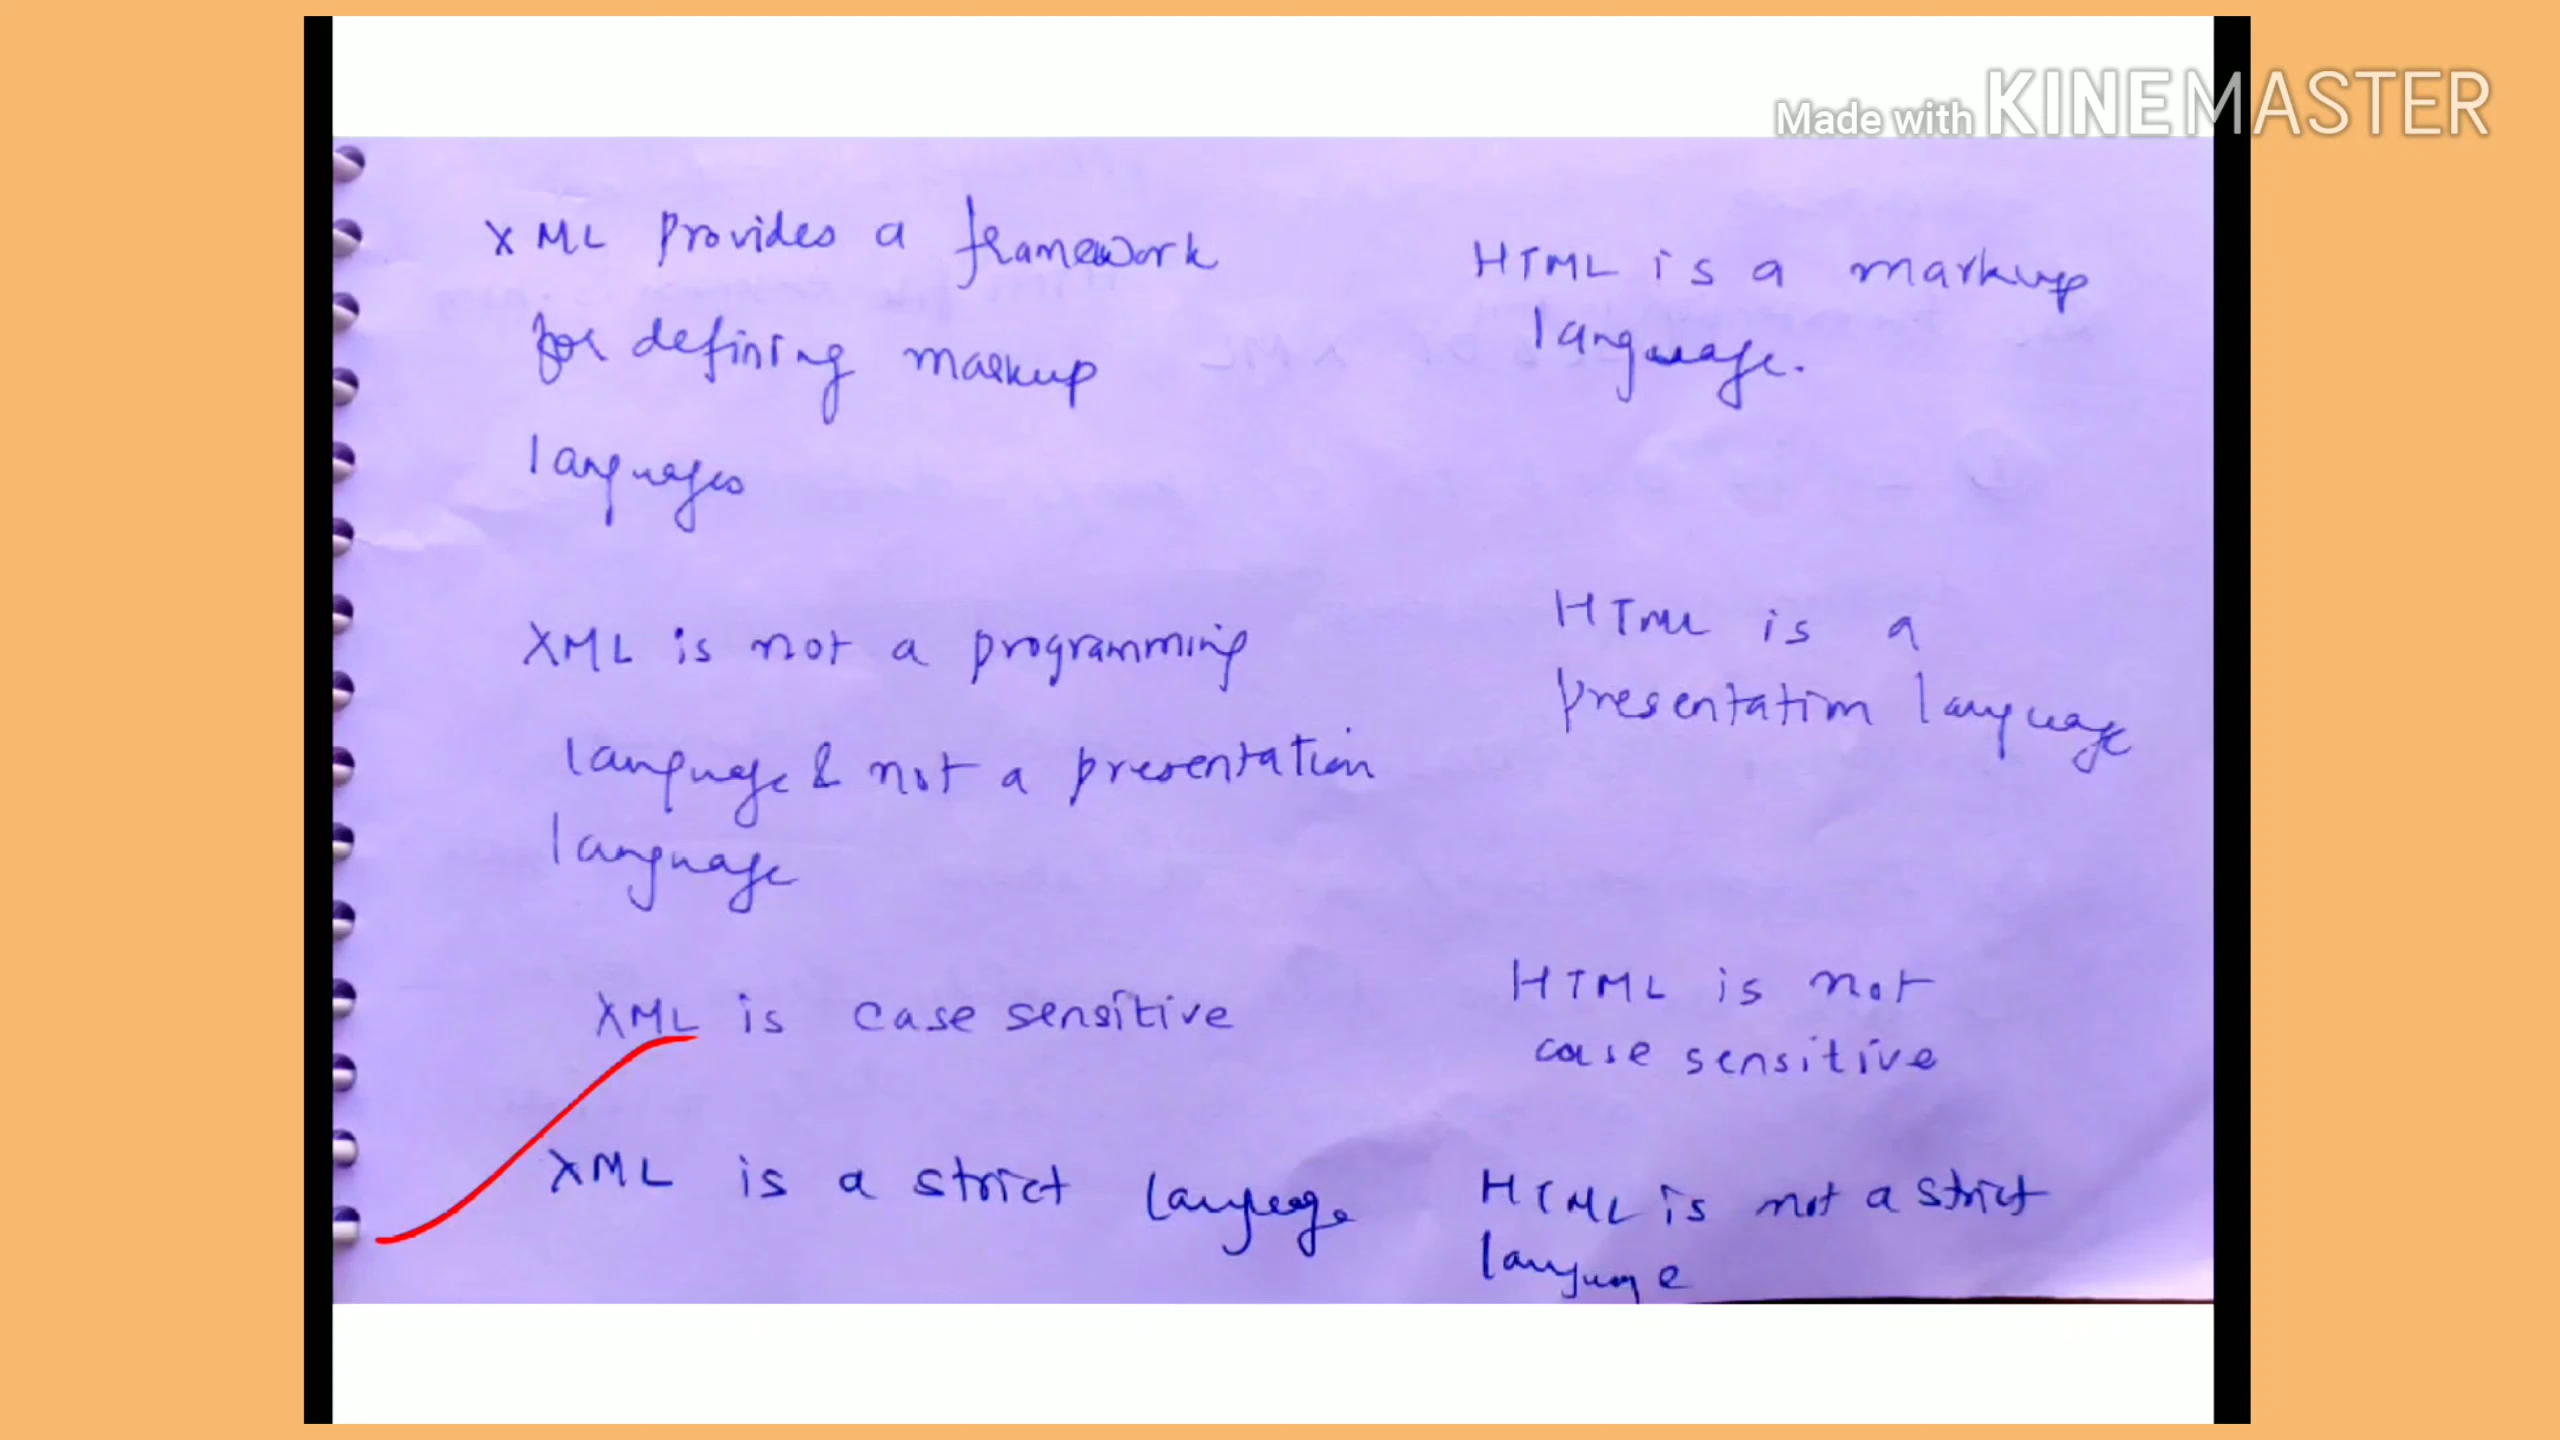 Made with KINEMASTER
XML provides a framework
for defining markup
languages
HTML is a markup
language.
XML is not a programming
language & not a presentation
language
HTML is a
presentation language
XML is case sensitive
HTML is not
case sensitive
XML is a strict language
HTML is not a strict
language